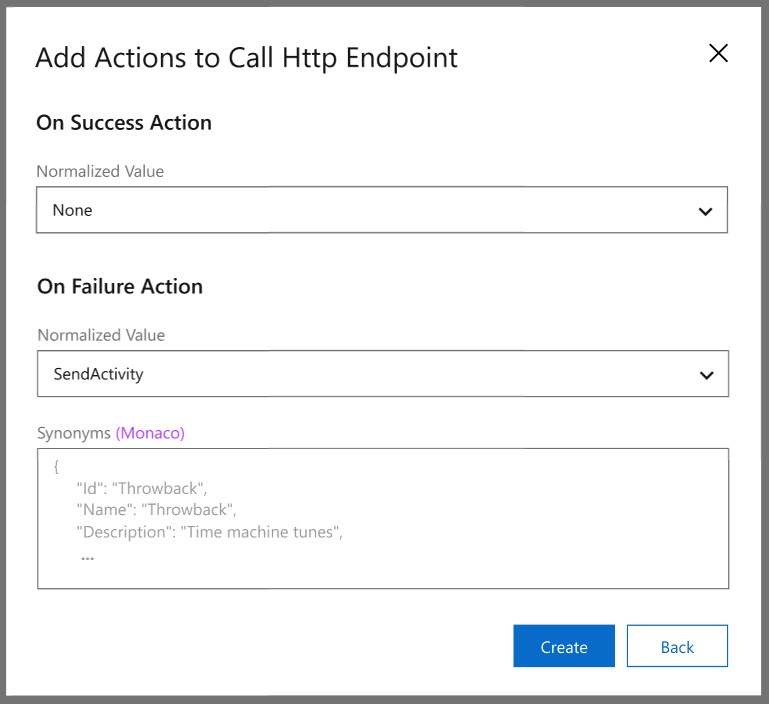 Add Actions to Call Http Endpoint
On Success Action
Normalized Value
None
On Failure Action
Normalized Value
SendActivity
Synonyms (Monaco)
{
"Id": "Throwback",
"Name": "Throwback",
"Description": "Time machine tunes",
...
Create
Back